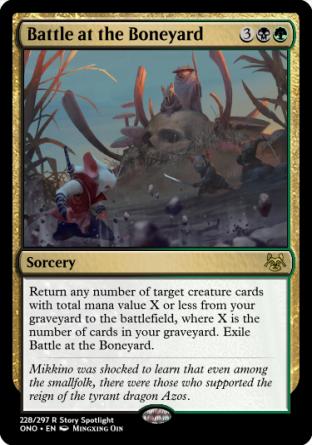 Battle at the Boneyard 3
Sorcery
Return any number of target creature cards
with total mana value X or less from your
graveyard to the battlefield, where X is the
number of cards in your graveyard. Exile
Battle at the Boneyard.
Mikkino was shocked to learn that even among
the smallfolk, there were those who supported the
reign of the tyrant dragon Azos.
228/297 R Story Spotlight
ONO • EN Mingxing Qin